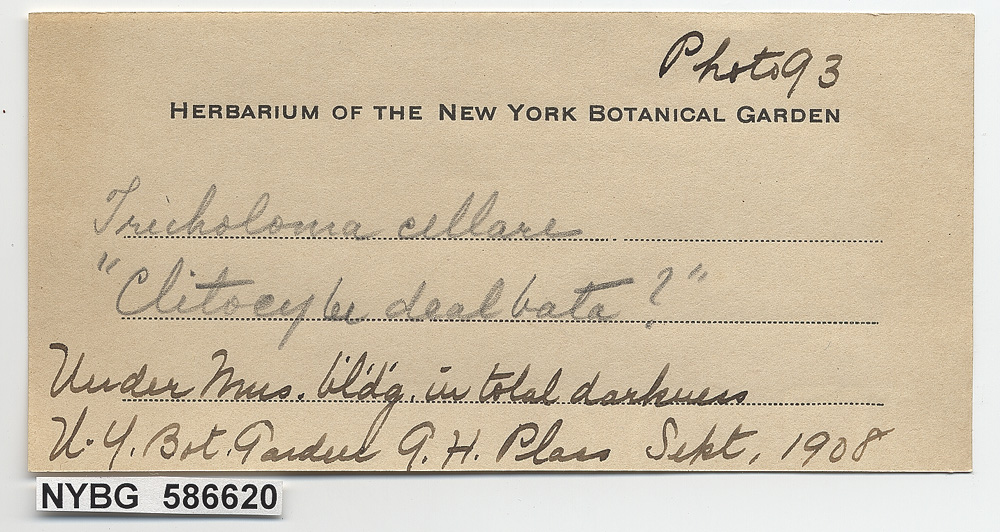 Photo 93
HERBARIUM OF THE NEW YORK BOTANICAL GARDEN
Tricholoma cellare
"Clitocybe dealbata?"
Under Mus. bldg. in total darkness
N.Y. Bot. Garden G. H. Plass Sept, 1908
NYBG 586620